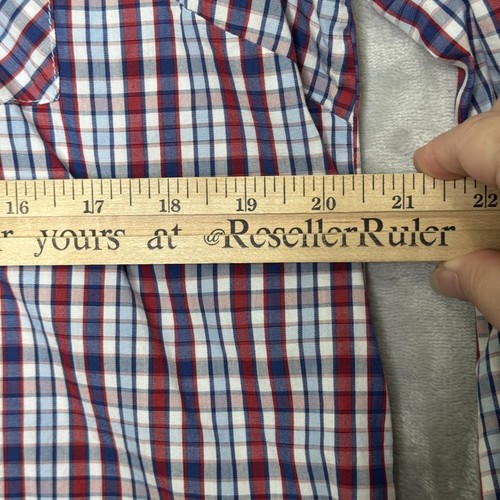 16 17 18 19 20 21 22
r yours at @ResellerRuler